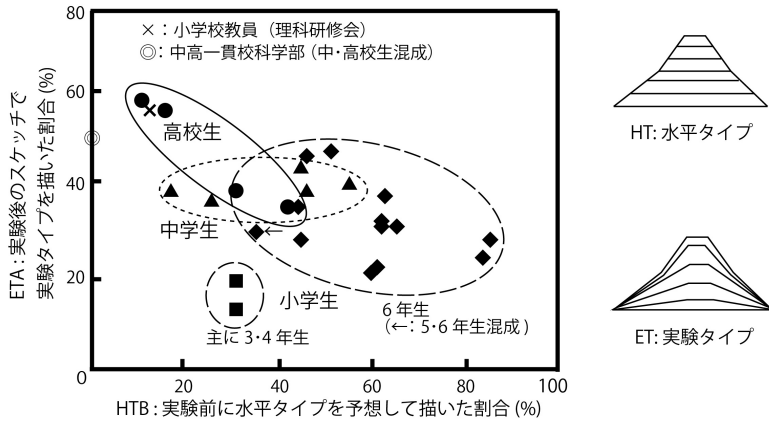 80
60
40
20
0
20
40
60
80
100
×：小学校教員（理科研修会）
◎：中高一貫校科学部（中・高校生混成）
高校生
中学生
小学生
主に 3・4 年生
6 年生
（←：5・6 年生混成 )
ETA : 実験後のスケッチで
実験タイプを描いた割合 (%)
HTB : 実験前に水平タイプを予想して描いた割合 (%)
HT: 水平タイプ
ET: 実験タイプ